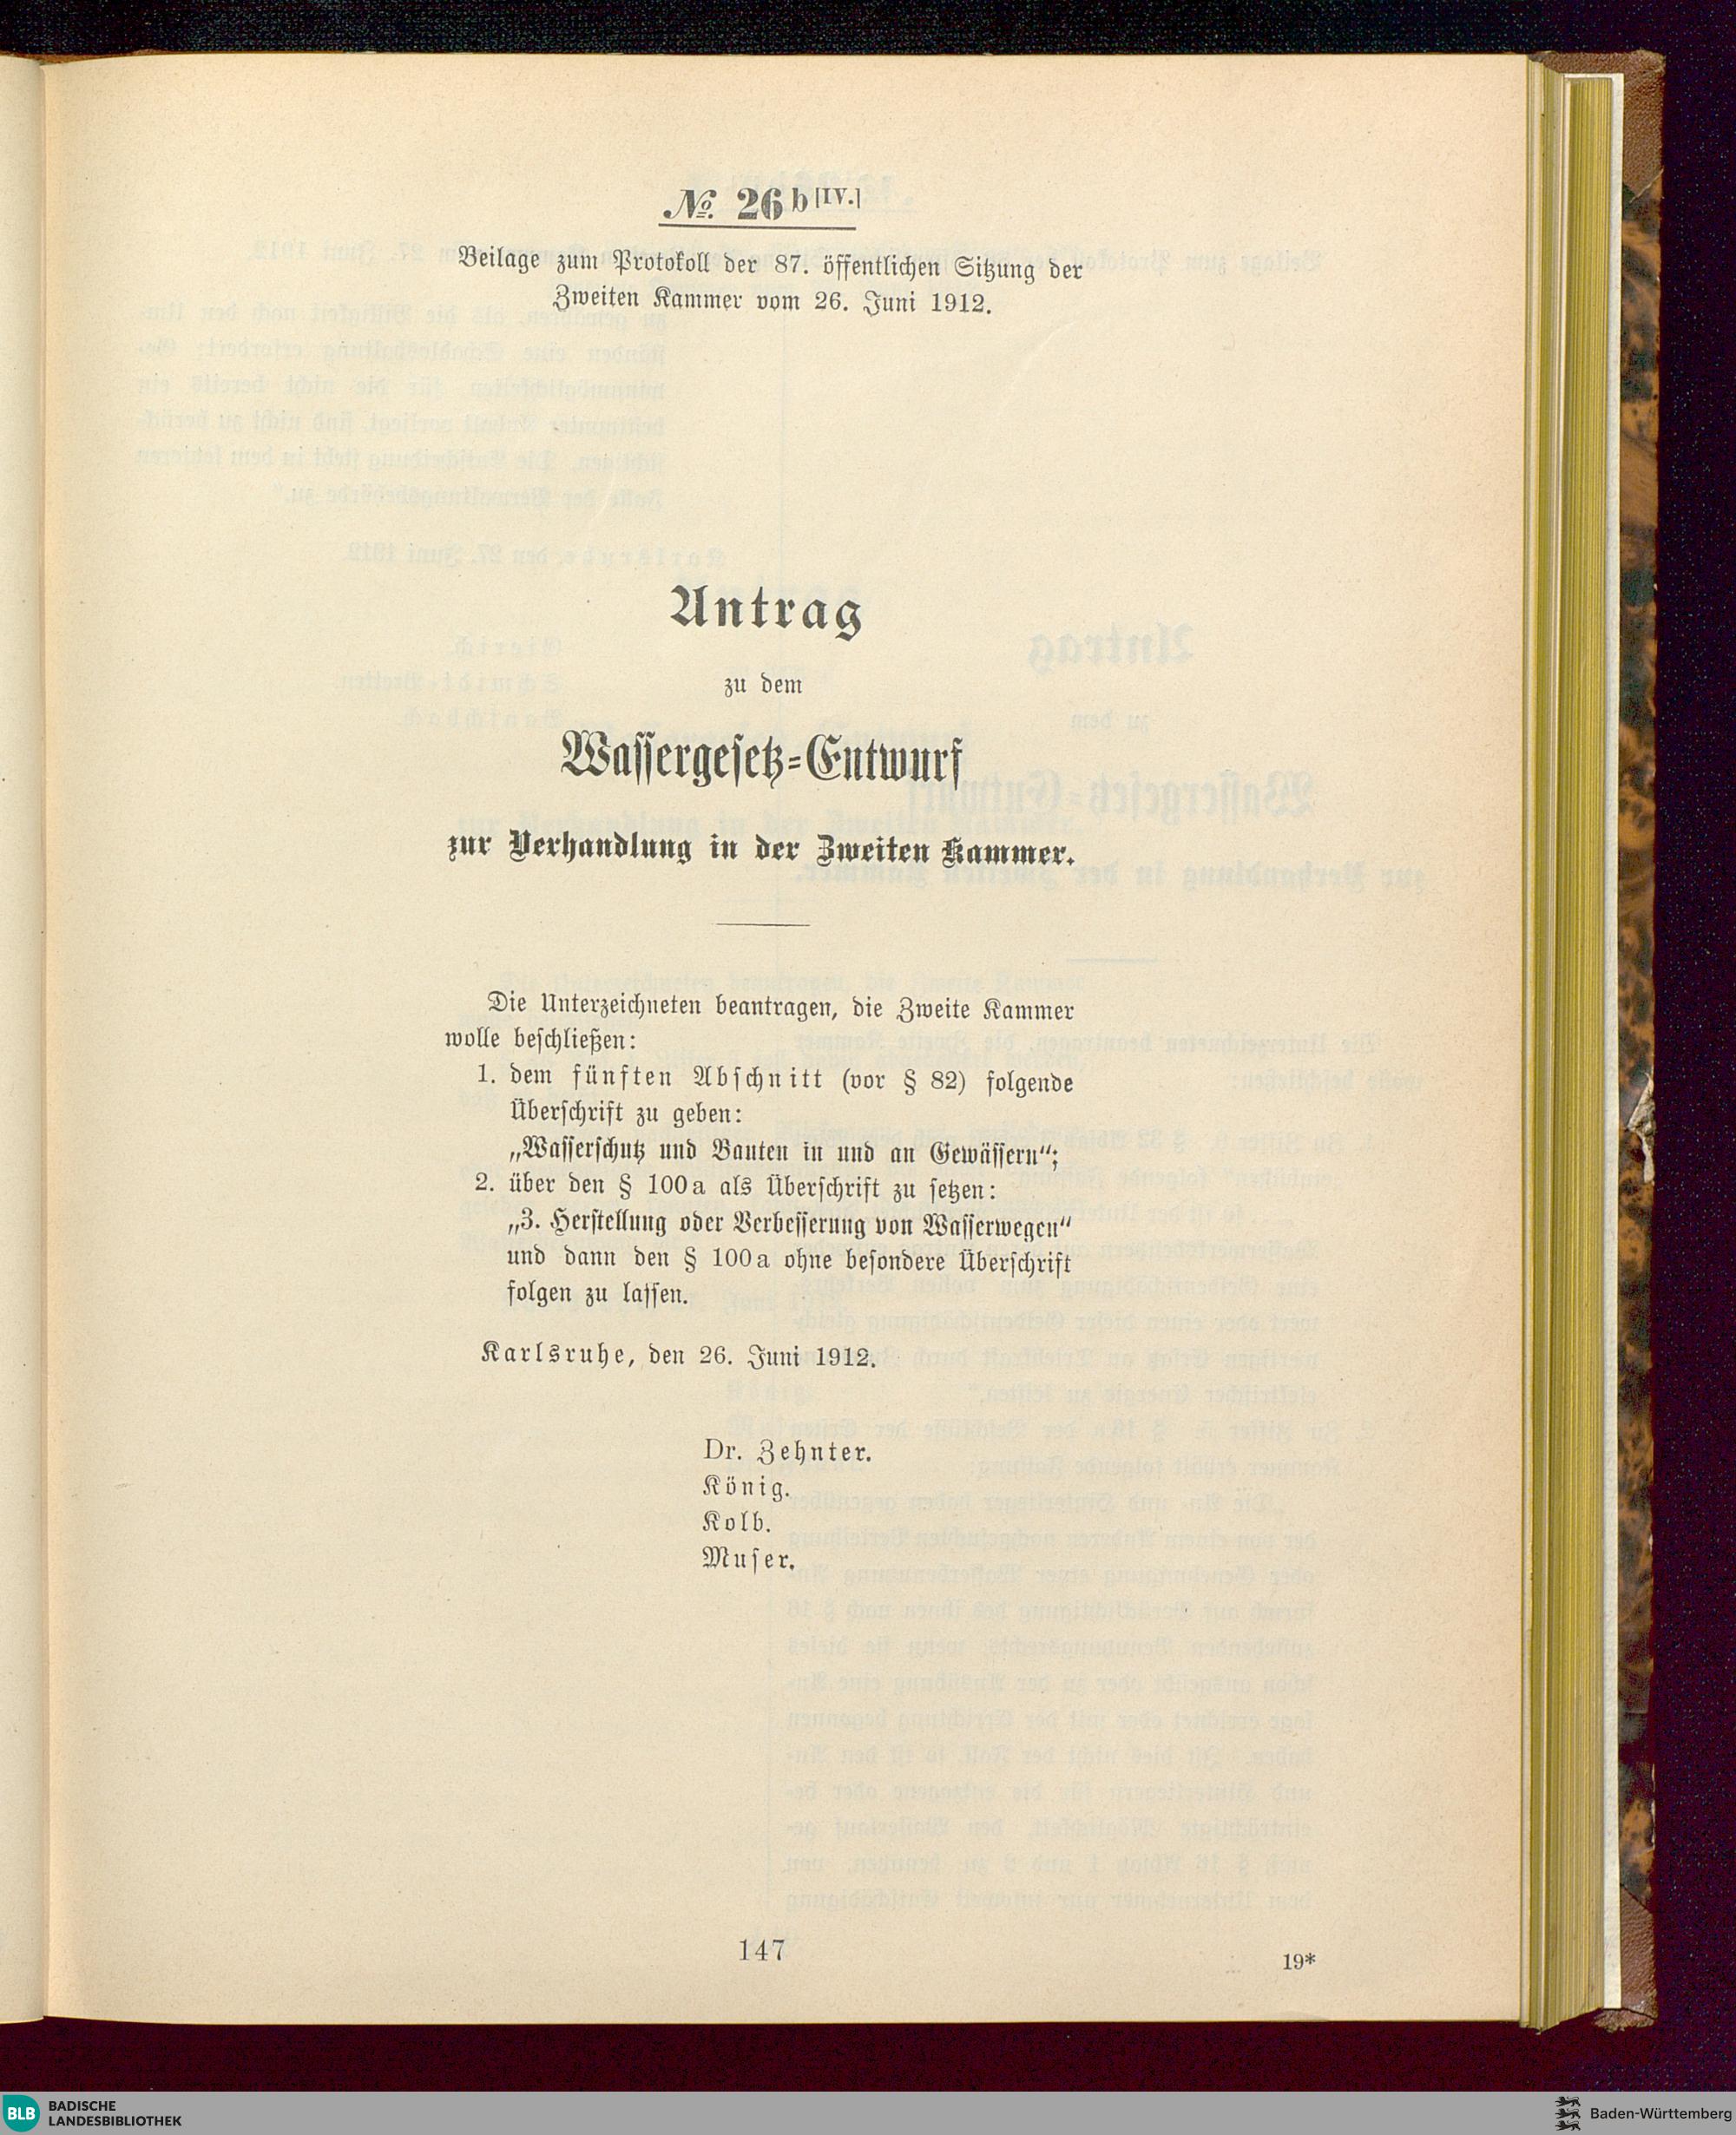 №. 26 b [IV.]
Beilage zum Protokoll der 87. öffentlichen Sitzung der
Zweiten Kammer vom 26. Juni 1912.
Antrag
zu dem
Wassergesetz-Entwurf
zur Verhandlung in der Zweiten Kammer.
Die Unterzeichneten beantragen, die Zweite Kammer
wolle beschließen:
1. dem fünften Abschnitt (vor § 82) folgende
Überschrift zu geben:
„Wasserschutz und Bauten in und an Gewässern“;
2. über den § 100a als Überschrift zu setzen:
„3. Herstellung oder Verbesserung von Wasserwegen“
und dann den § 100a ohne besondere Überschrift
folgen zu lassen.
Karlsruhe, den 26. Juni 1912.
Dr. Zehnter.
König.
Kolb.
Muser.
147
19*
BLB BADISCHE
LANDESBIBLIOTHEK
Baden-Württemberg